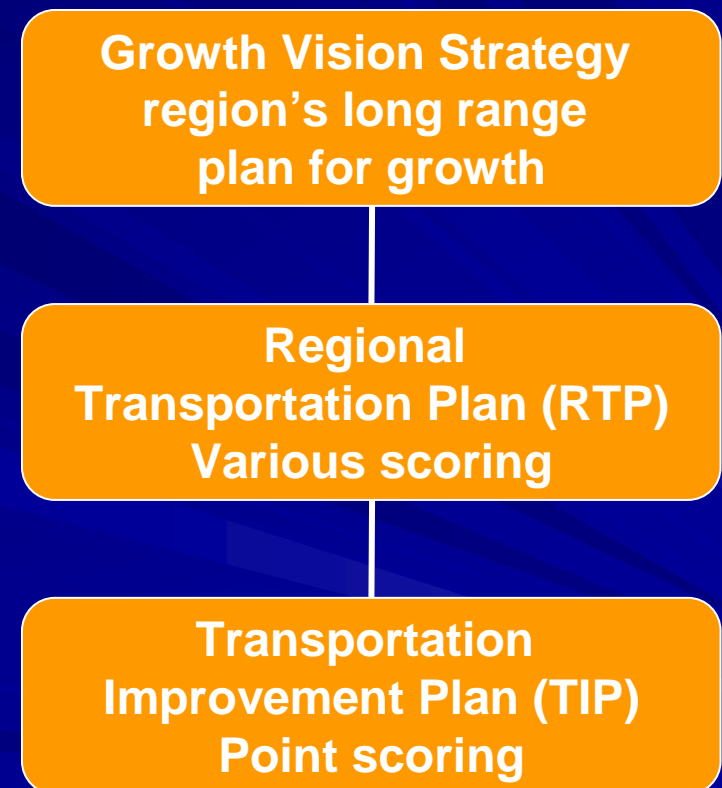 Growth Vision Strategy
region’s long range
plan for growth
Regional
Transportation Plan (RTP)
Various scoring
Transportation
Improvement Plan (TIP)
Point scoring